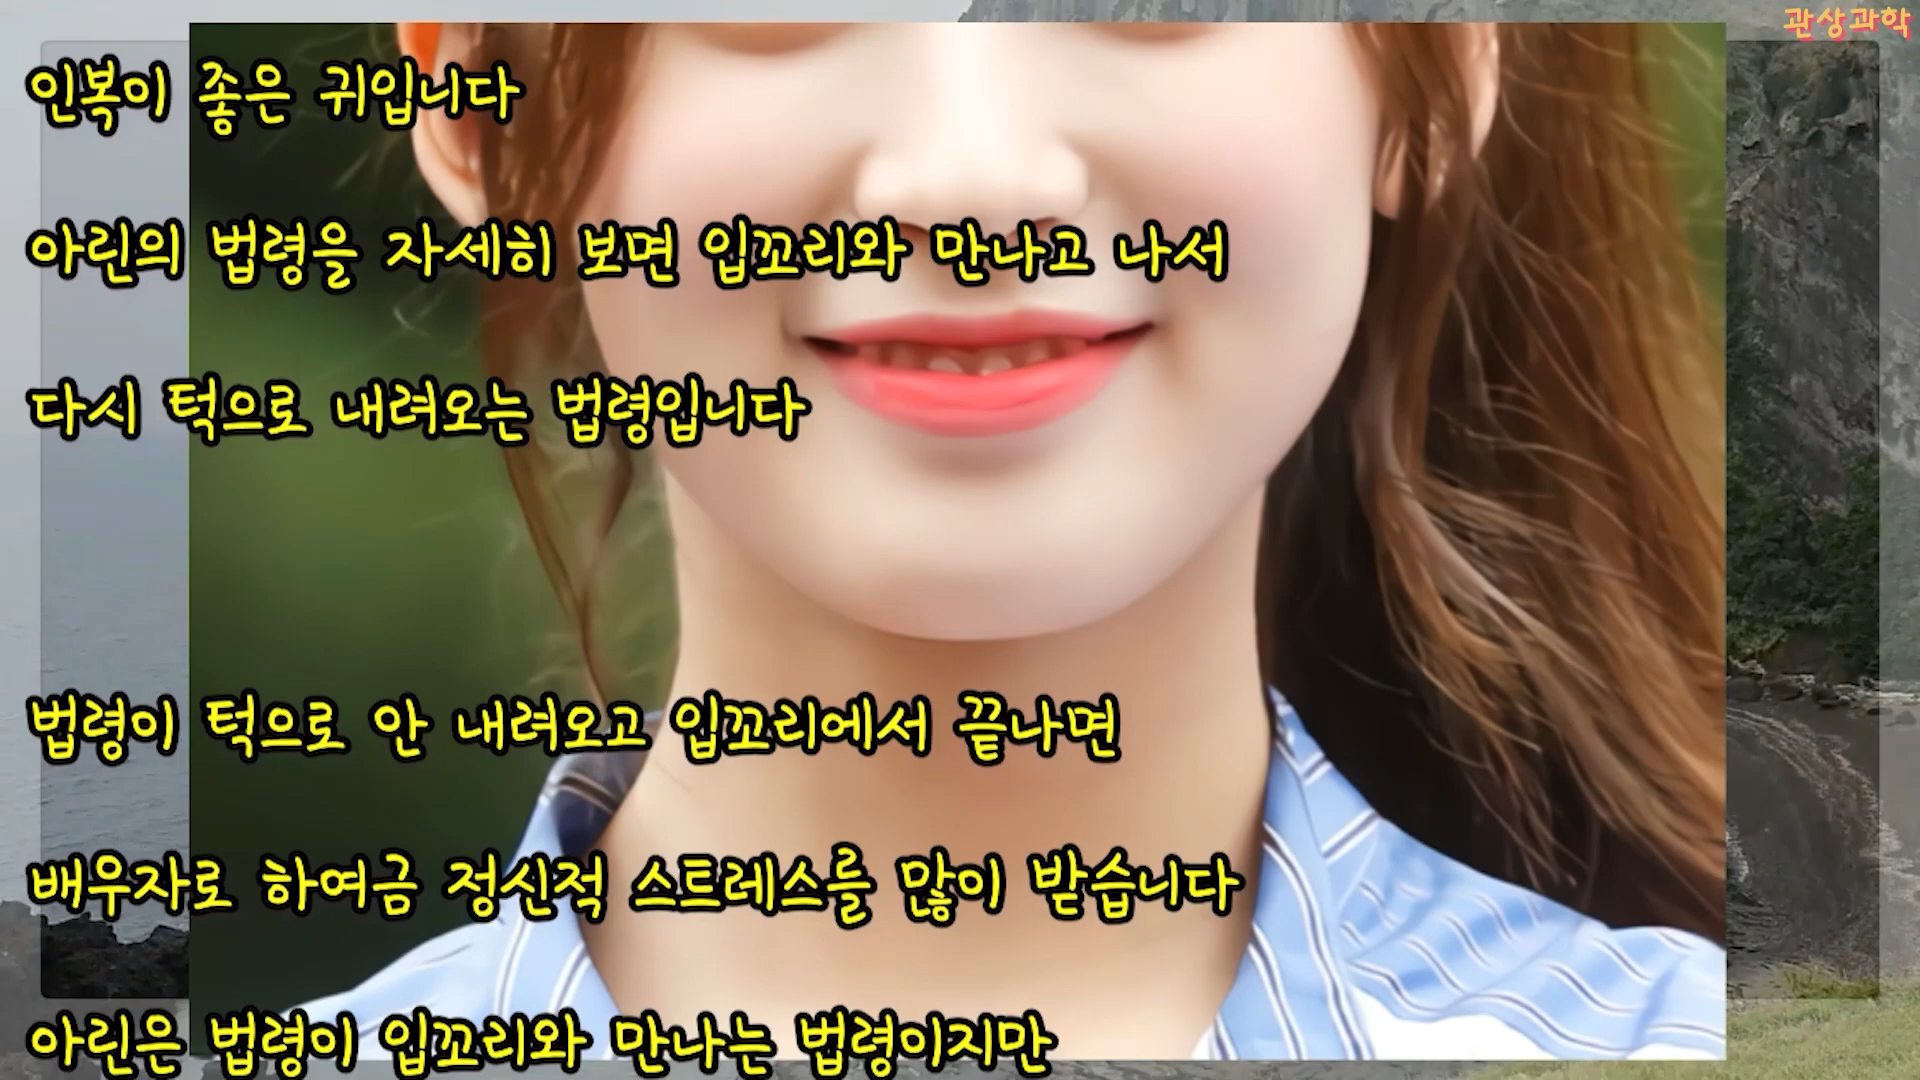 관상과학
인복이 좋은 귀입니다
아린의 법령을 자세히 보면 입꼬리와 만나고 나서
다시 턱으로 내려오는 법령입니다
법령이 턱으로 안 내려오고 입꼬리에서 끝나면
배우자로 하여금 정신적 스트레스를 많이 받습니다
아린은 법령이 입꼬리와 만나는 법령이지만